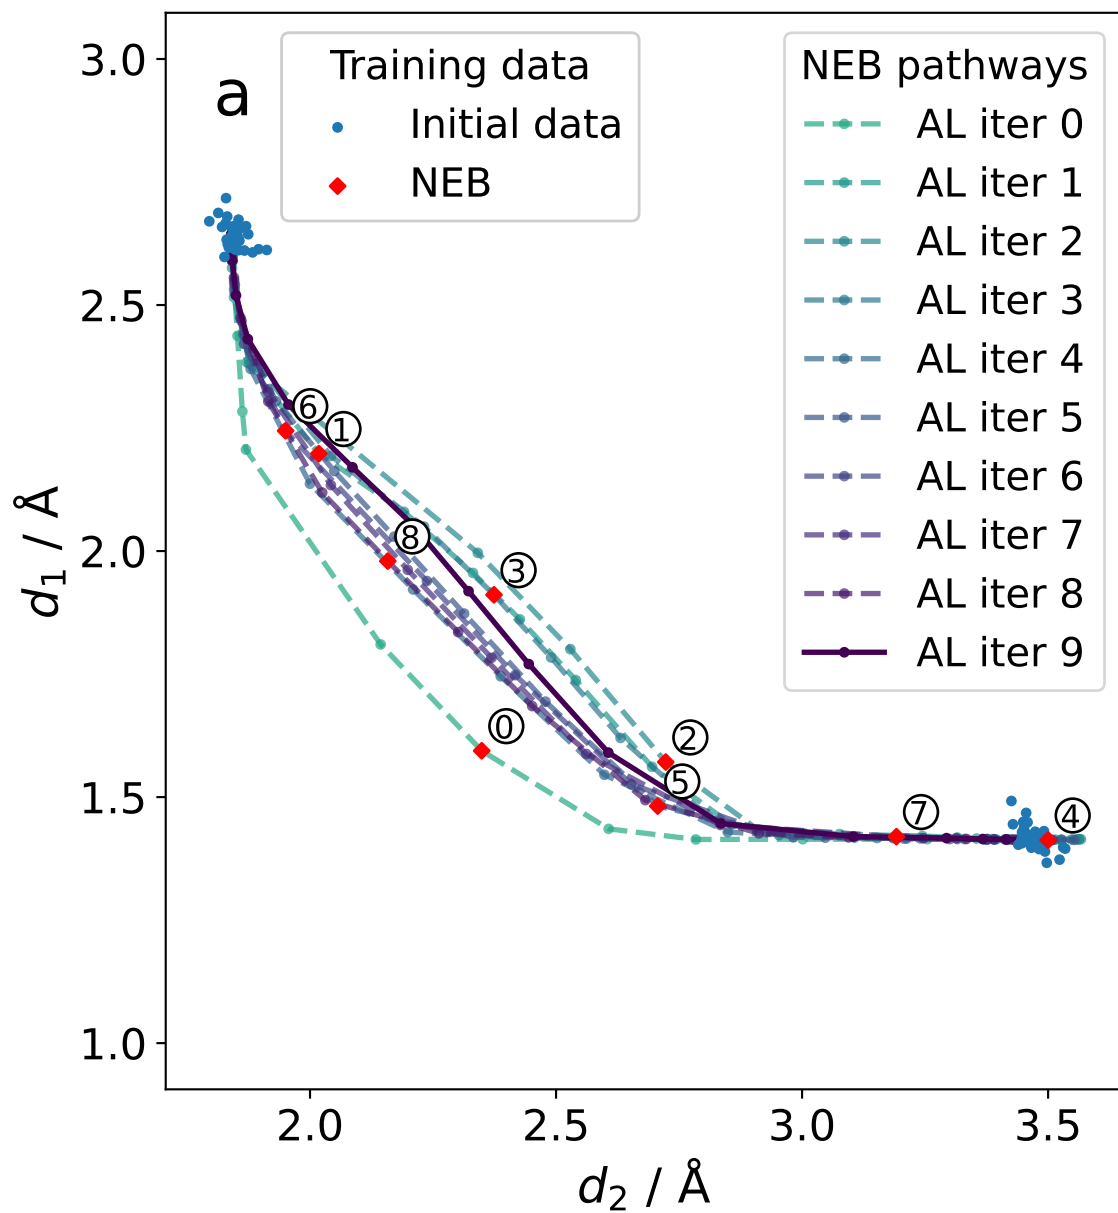 a
Training data
Initial data
NEB
NEB pathways
AL iter 0
AL iter 1
AL iter 2
AL iter 3
AL iter 4
AL iter 5
AL iter 6
AL iter 7
AL iter 8
AL iter 9
3.0
2.5
2.0
1.5
1.0
d₁ / Å
6
1
8
3
0
2
5
7
4
2.0 2.5 3.0 3.5
d₂ / Å